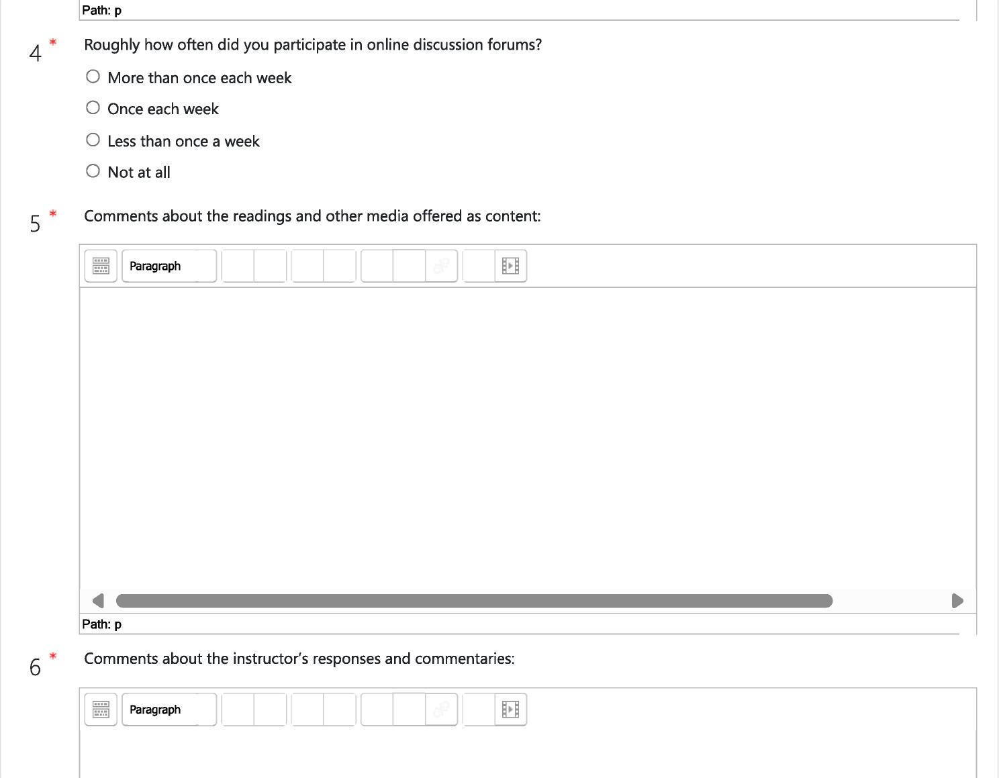 Path: p
4 * Roughly how often did you participate in online discussion forums?
More than once each week
Once each week
Less than once a week
Not at all
5 * Comments about the readings and other media offered as content:
Paragraph
Path: p
6 * Comments about the instructor’s responses and commentaries:
Paragraph